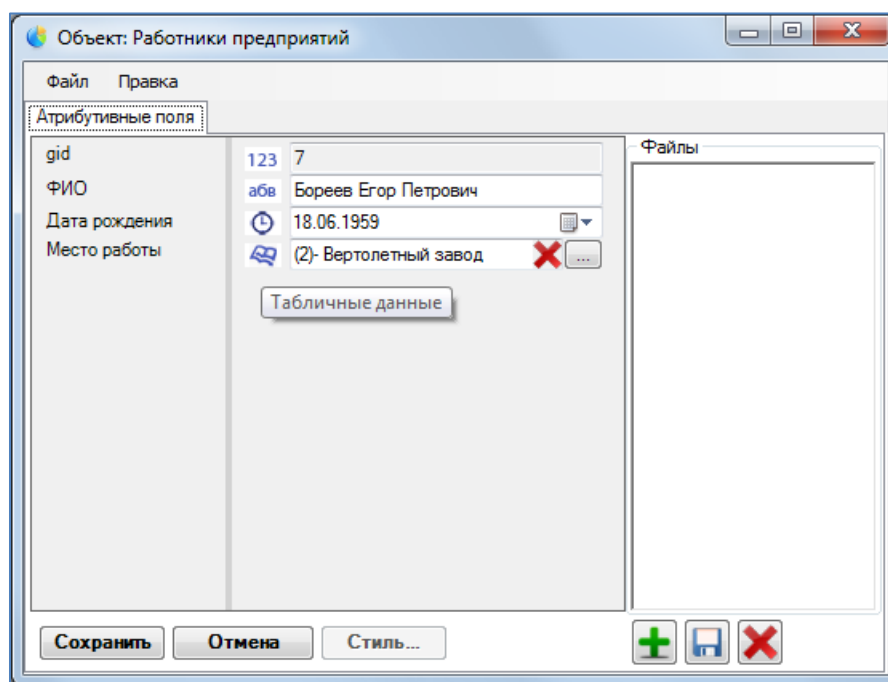 Объект: Работники предприятий
Файл Правка
Атрибутивные поля
gid 123 7
ФИО абв Бореев Егор Петрович
Дата рождения 18.06.1959
Место работы (2)- Вертолетный завод ...
Табличные данные
Файлы
Сохранить Отмена Стиль...